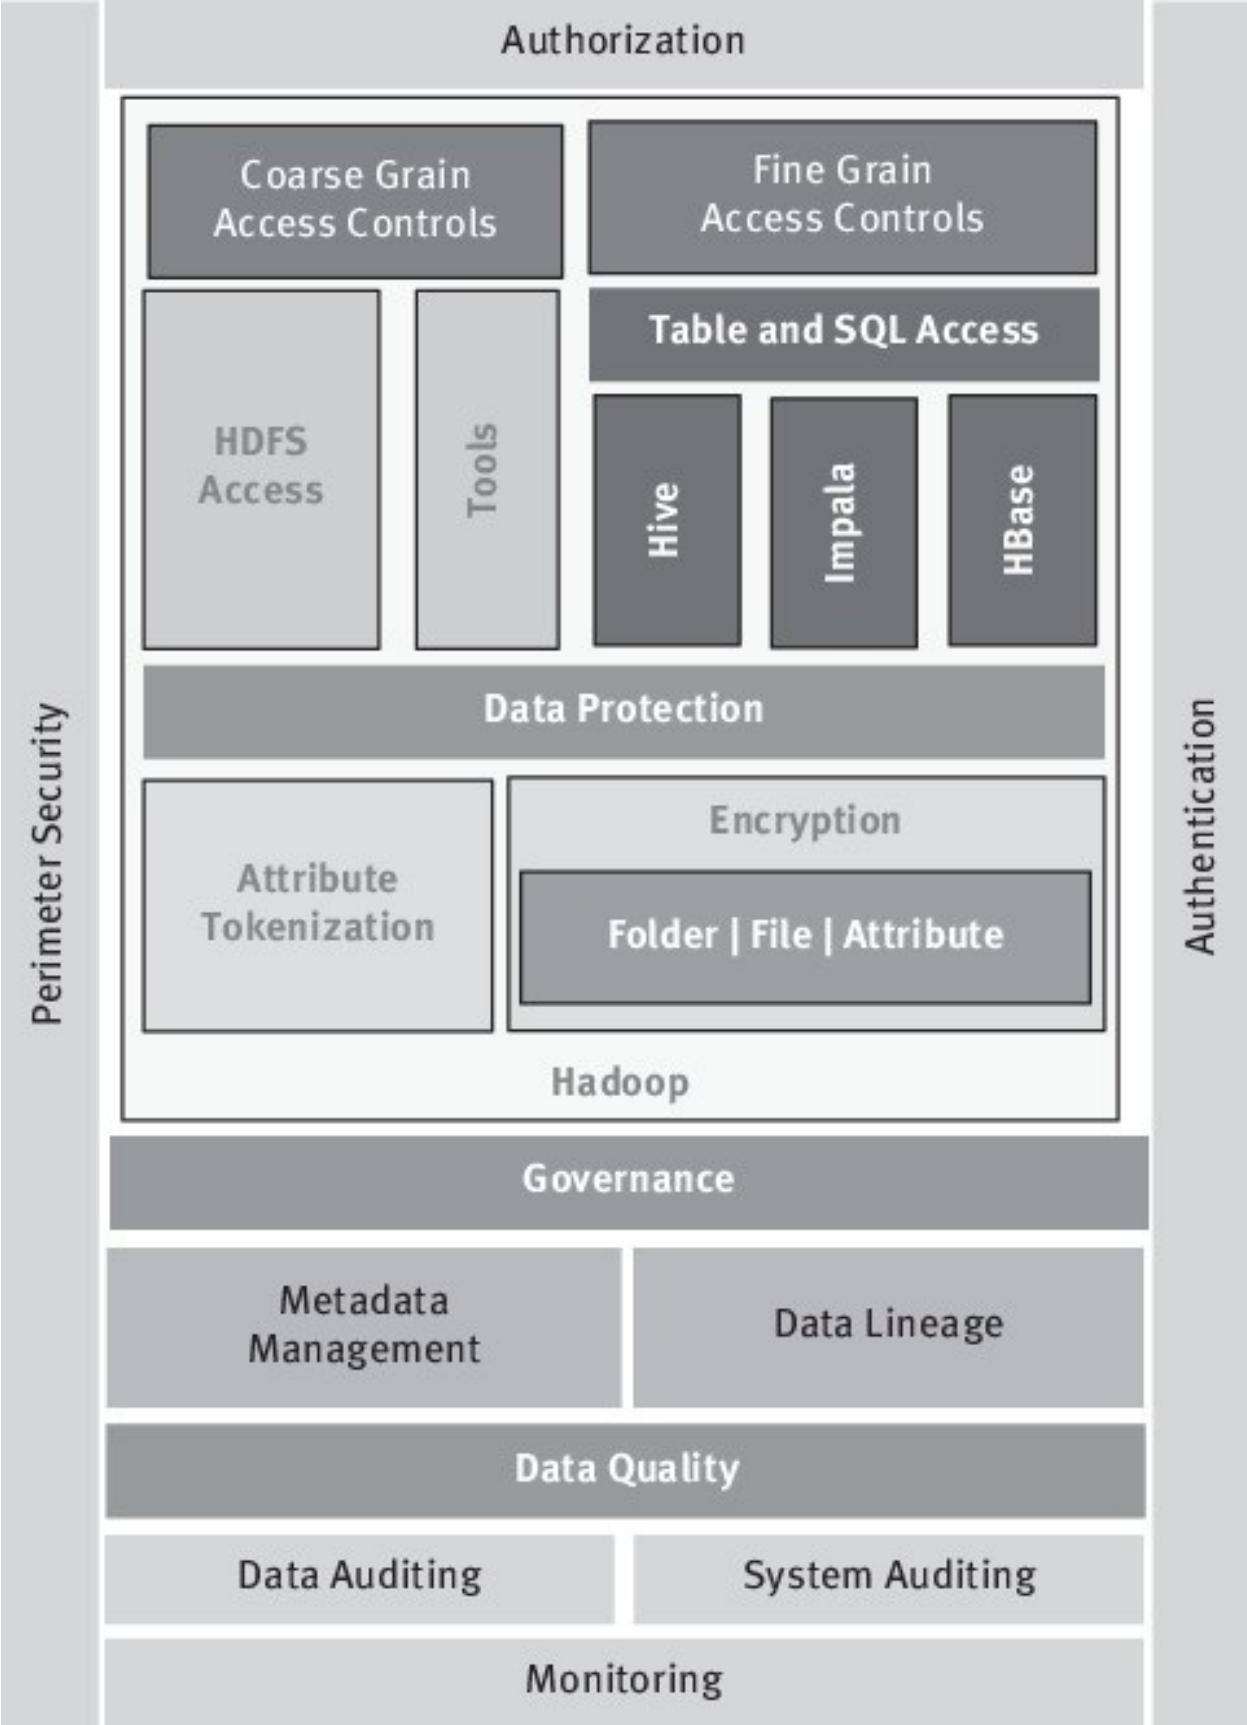 Authorization
Coarse Grain
Access Controls
Fine Grain
Access Controls
HDFS
Access
Tools
Table and SQL Access
Hive
Impala
HBase
Data Protection
Attribute
Tokenization
Encryption
Folder | File | Attribute
Hadoop
Perimeter Security
Authentication
Governance
Metadata
Management
Data Lineage
Data Quality
Data Auditing
System Auditing
Monitoring